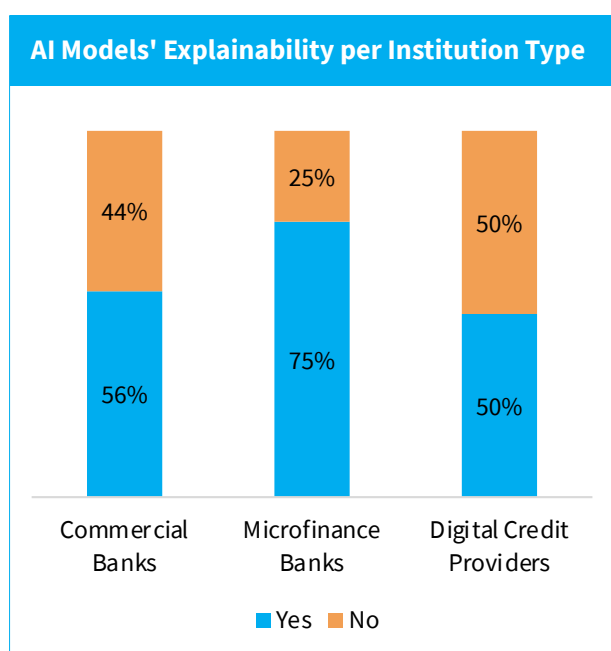 AI Models' Explainability per Institution Type
44% 25% 50%
56% 75% 50%
Commercial Microfinance Digital Credit
Banks Banks Providers
Yes No